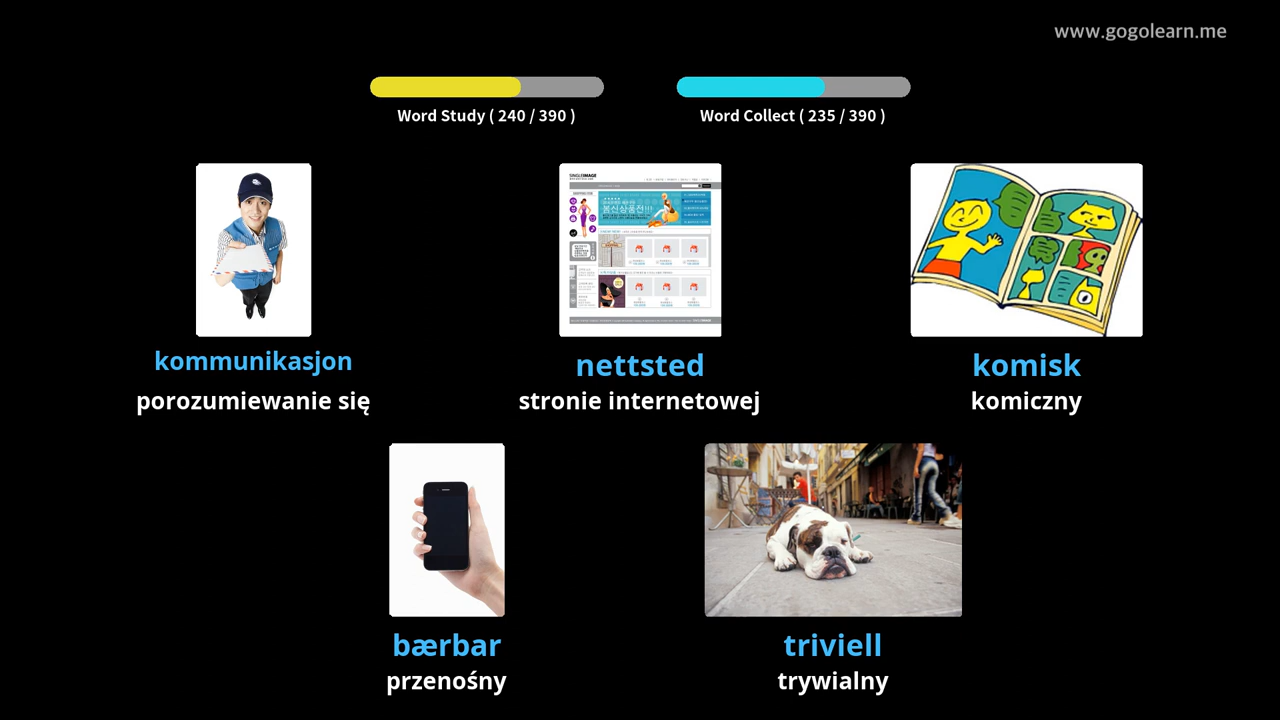 www.gogolearn.me
Word Study ( 240 / 390 )
Word Collect ( 235 / 390 )
kommunikasjon
porozumiewanie się
nettsted
stronie internetowej
komisk
komiczny
bærbar
przenośny
triviell
trywialny